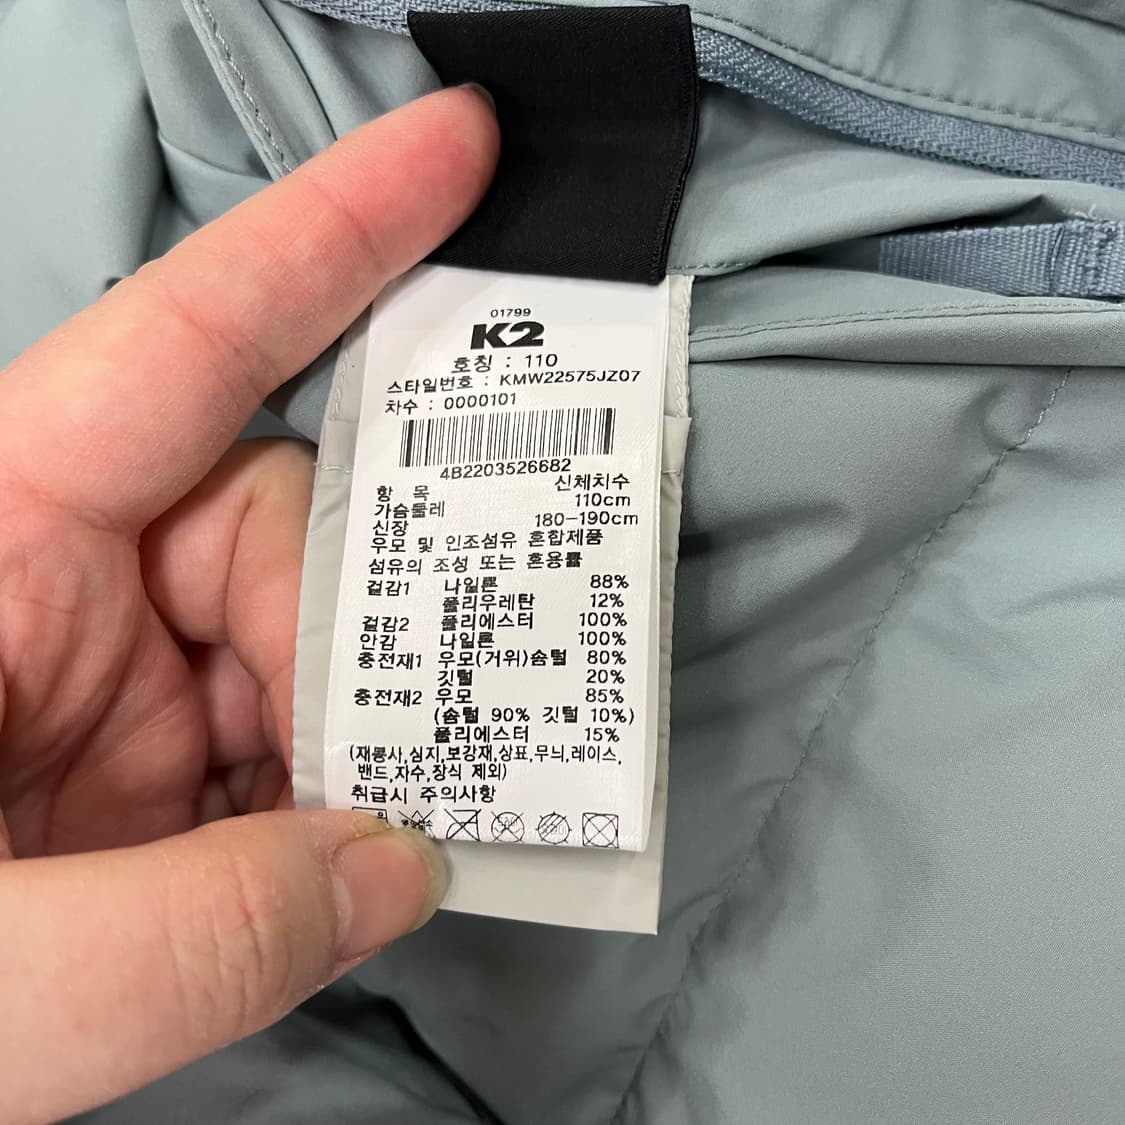 01799
K2
호칭 : 110
스타일번호 : KMW22575JZ07
차수 : 0000101
4B2203526682
항 목 신체치수
가슴둘레 110cm
신장 180-190cm
우모 및 인조섬유 혼합제품
섬유의 조성 또는 혼용률
겉감1 나일론 88%
폴리우레탄 12%
겉감2 폴리에스터 100%
안감 나일론 100%
충전재1 우모(거위)솜털 80%
깃털 20%
충전재2 우모 85%
(솜털 90% 깃털 10%)
폴리에스터 15%
(재봉사,심지,보강재,상표,무늬,레이스,
밴드,자수,장식 제외)
취급시 주의사항